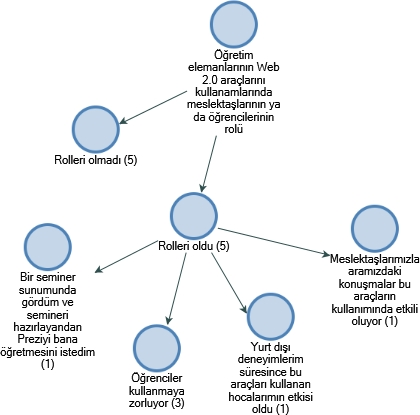 Öğretim
elemanlarının Web
2.0 araçlarını
kullanamlarında
meslektaşlarının ya
da öğrencilerinin
rolü
Rolleri olmadı (5)
Rolleri oldu (5)
Bir seminer
sunumunda
gördüm ve
semineri
hazırlayandan
Preziyi bana
öğretmesini istedim
(1)
Öğrenciler
kullanmaya
zorluyor (3)
Yurt dışı
deneyimlerim
süresince bu
araçları kullanan
hocalarımın etkisi
oldu (1)
Meslektaşlarımızla
aramızdaki
konuşmalar bu
araçların
kullanımında etkili
oluyor (1)